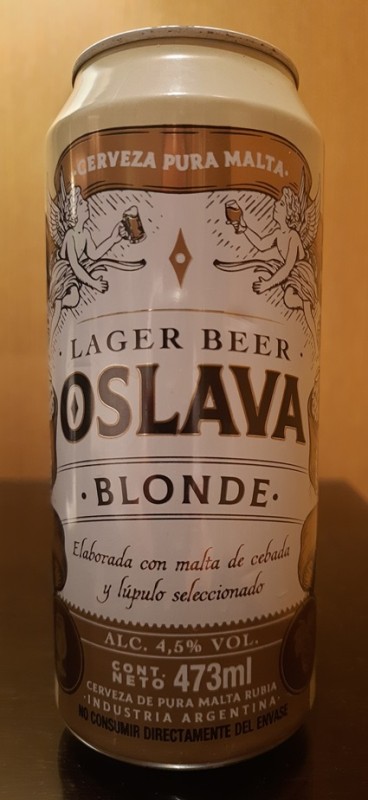 ·CERVEZA PURA MALTA·
·LAGER BEER·
OSLAVA
·BLONDE·
Elaborada con malta de cebada
y lúpulo seleccionado
ALC. 4,5% VOL.
CONT. NETO 473ml
CERVEZA DE PURA MALTA RUBIA
·INDUSTRIA ARGENTINA·
NO CONSUMIR DIRECTAMENTE DEL ENVASE